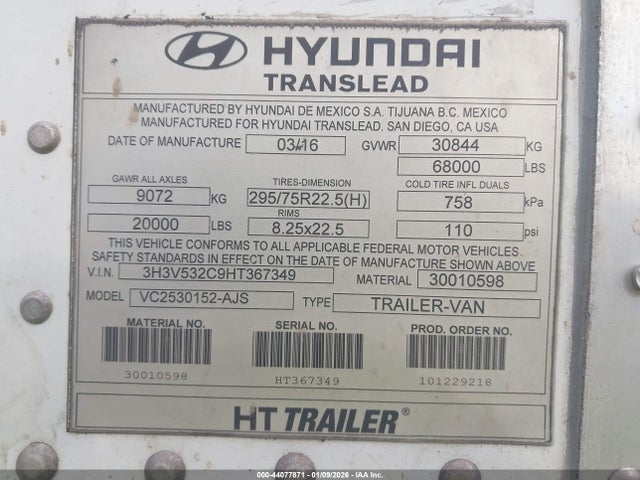 HYUNDAI
TRANSLEAD
MANUFACTURED BY HYUNDAI DE MEXICO S.A. TIJUANA B.C. MEXICO
MANUFACTURED FOR HYUNDAI TRANSLEAD. SAN DIEGO, CA USA
DATE OF MANUFACTURE 03/16 GVWR 30844 KG
68000 LBS
GAWR ALL AXLES TIRES-DIMENSION COLD TIRE INFL DUALS
9072 KG 295/75R22.5(H) 758 kPa
RIMS
20000 LBS 8.25x22.5 110 psi
THIS VEHICLE CONFORMS TO ALL APPLICABLE FEDERAL MOTOR VEHICLES
SAFETY STANDARDS IN EFFECT ON THE DATE OF MANUFACTURE SHOWN ABOVE
V.I.N. 3H3V532C9HT367349 MATERIAL 30010598
MODEL VC2530152-AJS TYPE TRAILER-VAN
MATERIAL NO. SERIAL NO. PROD. ORDER NO.
30010598 HT367349 101229218
HT TRAILER®
000-44077871 - 01/09/2026 - IAA Inc.